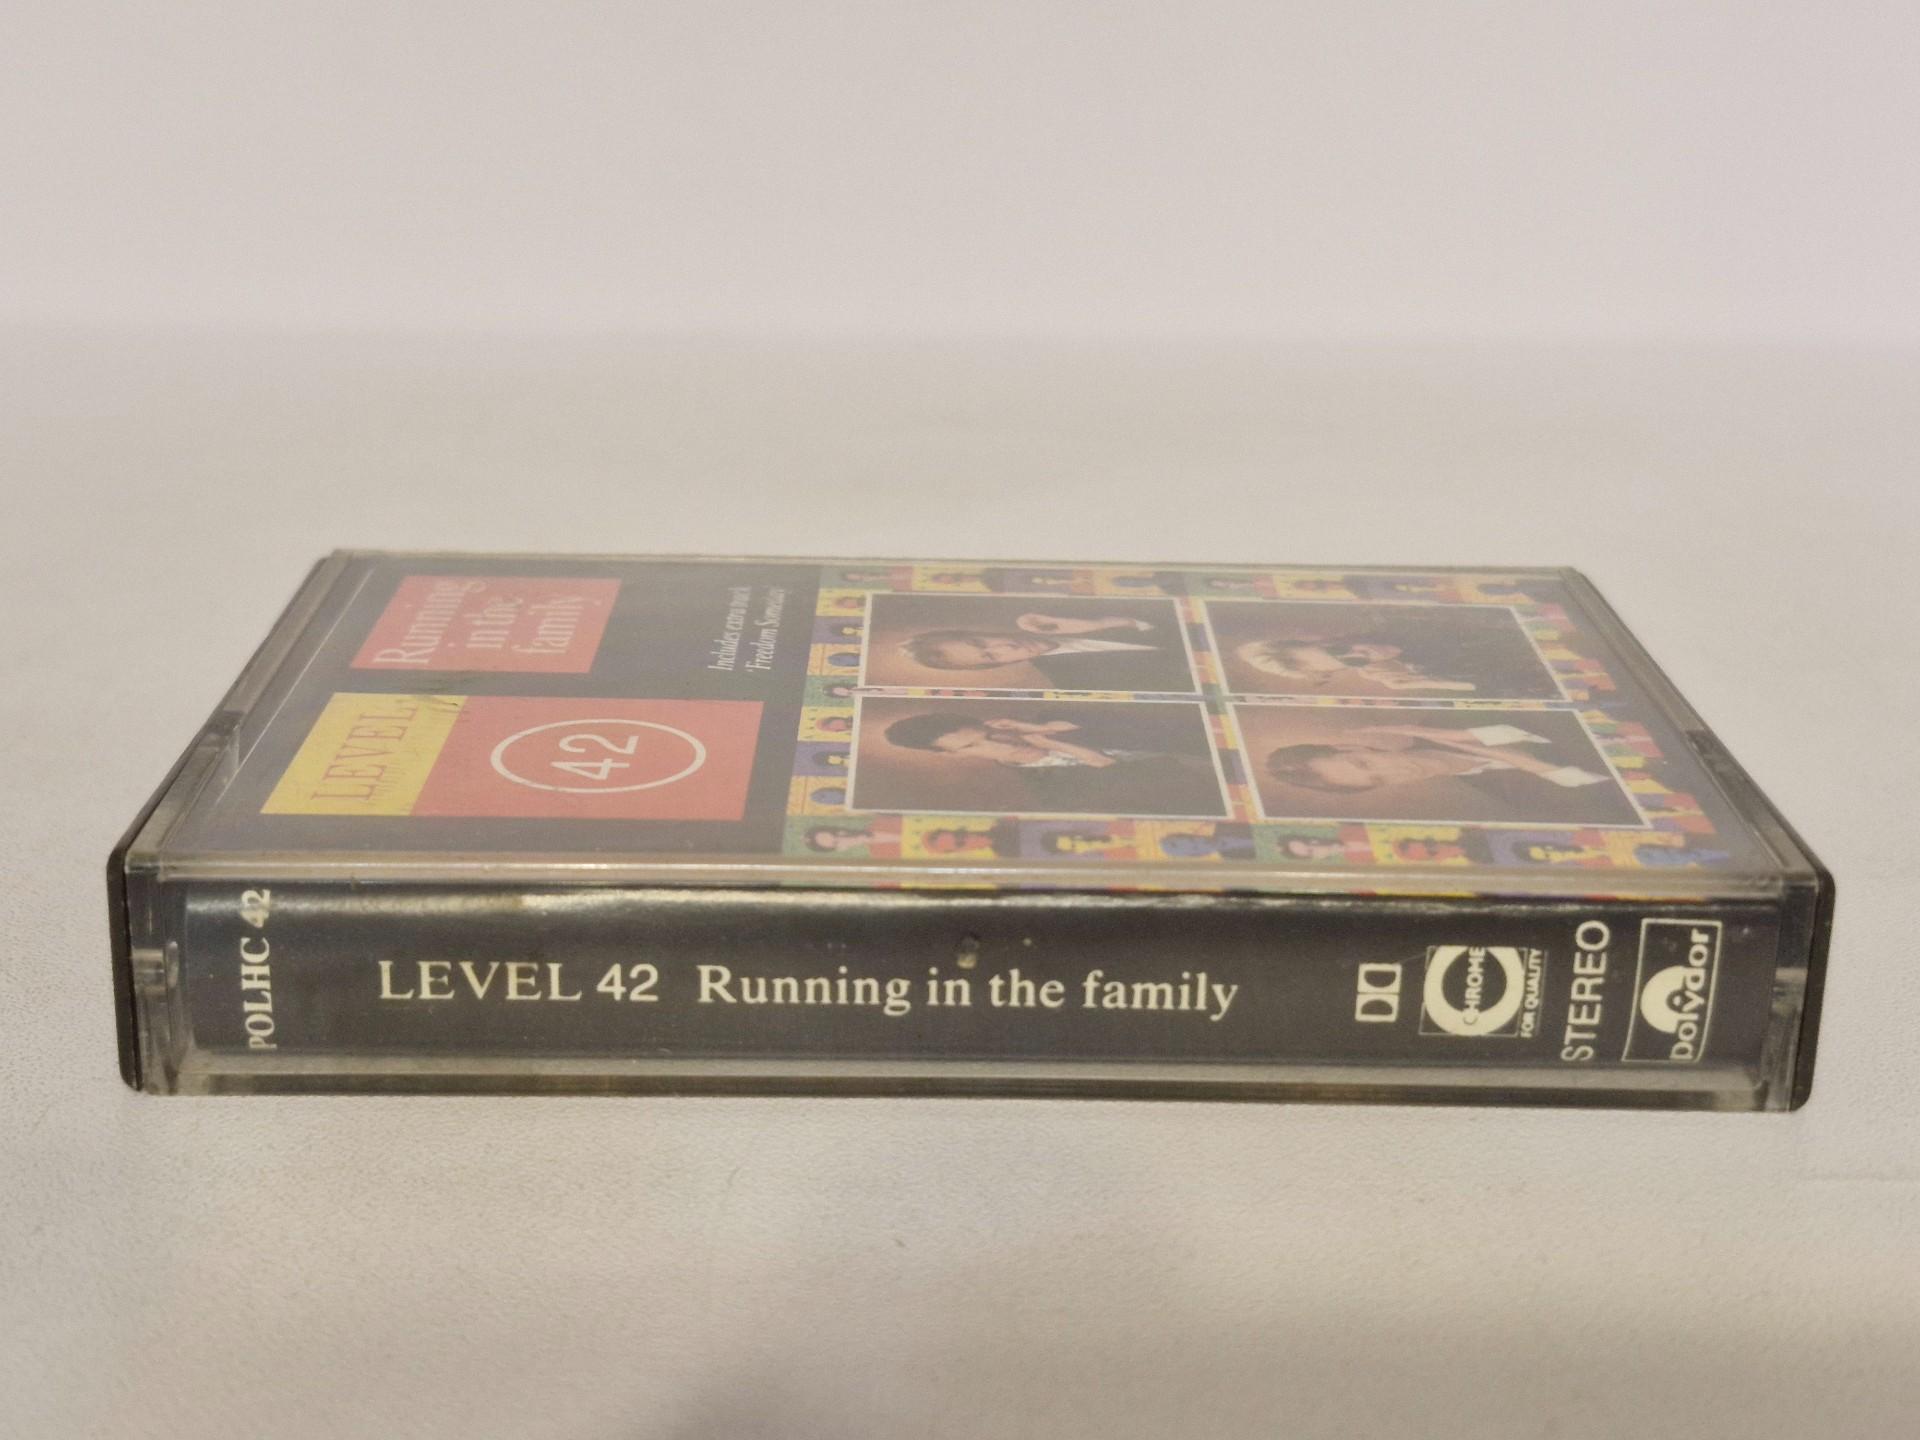 Running
in the
family
LEVEL
42
Includes extra track
'Freedom Someday'
POLHC 42
LEVEL 42 Running in the family
CHROME
FOR QUALITY
STEREO
polydor